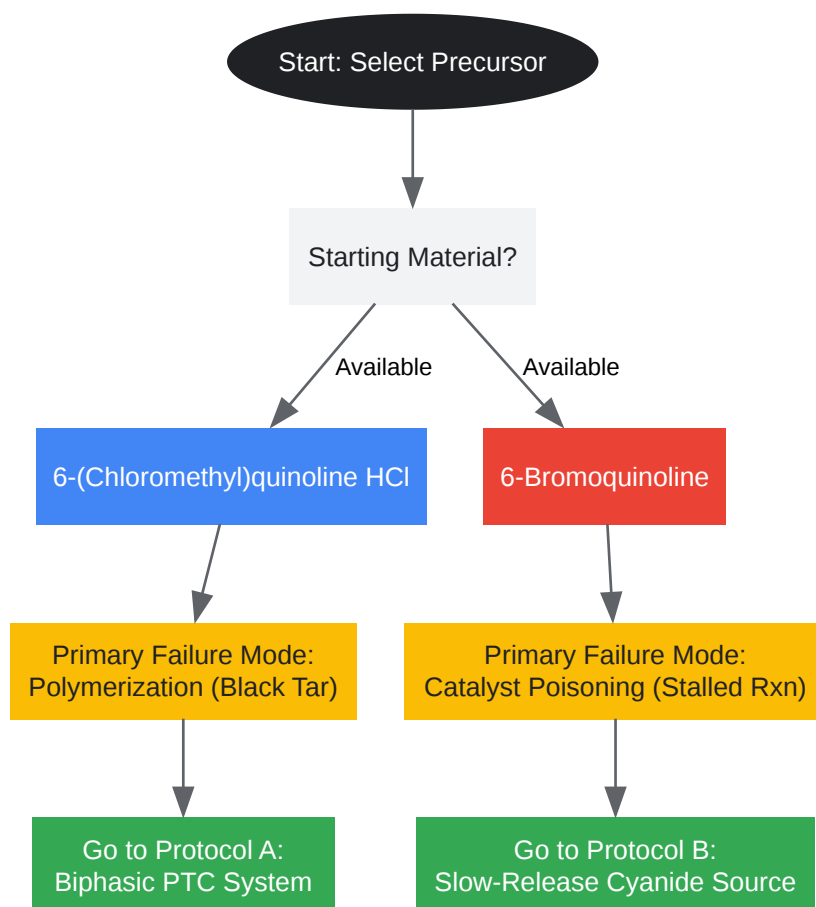 Start: Select Precursor
Starting Material?
Available
Available
6-(Chloromethyl)quinoline HCl
6-Bromoquinoline
Primary Failure Mode:
Polymerization (Black Tar)
Primary Failure Mode:
Catalyst Poisoning (Stalled Rxn)
Go to Protocol A:
Biphasic PTC System
Go to Protocol B:
Slow-Release Cyanide Source